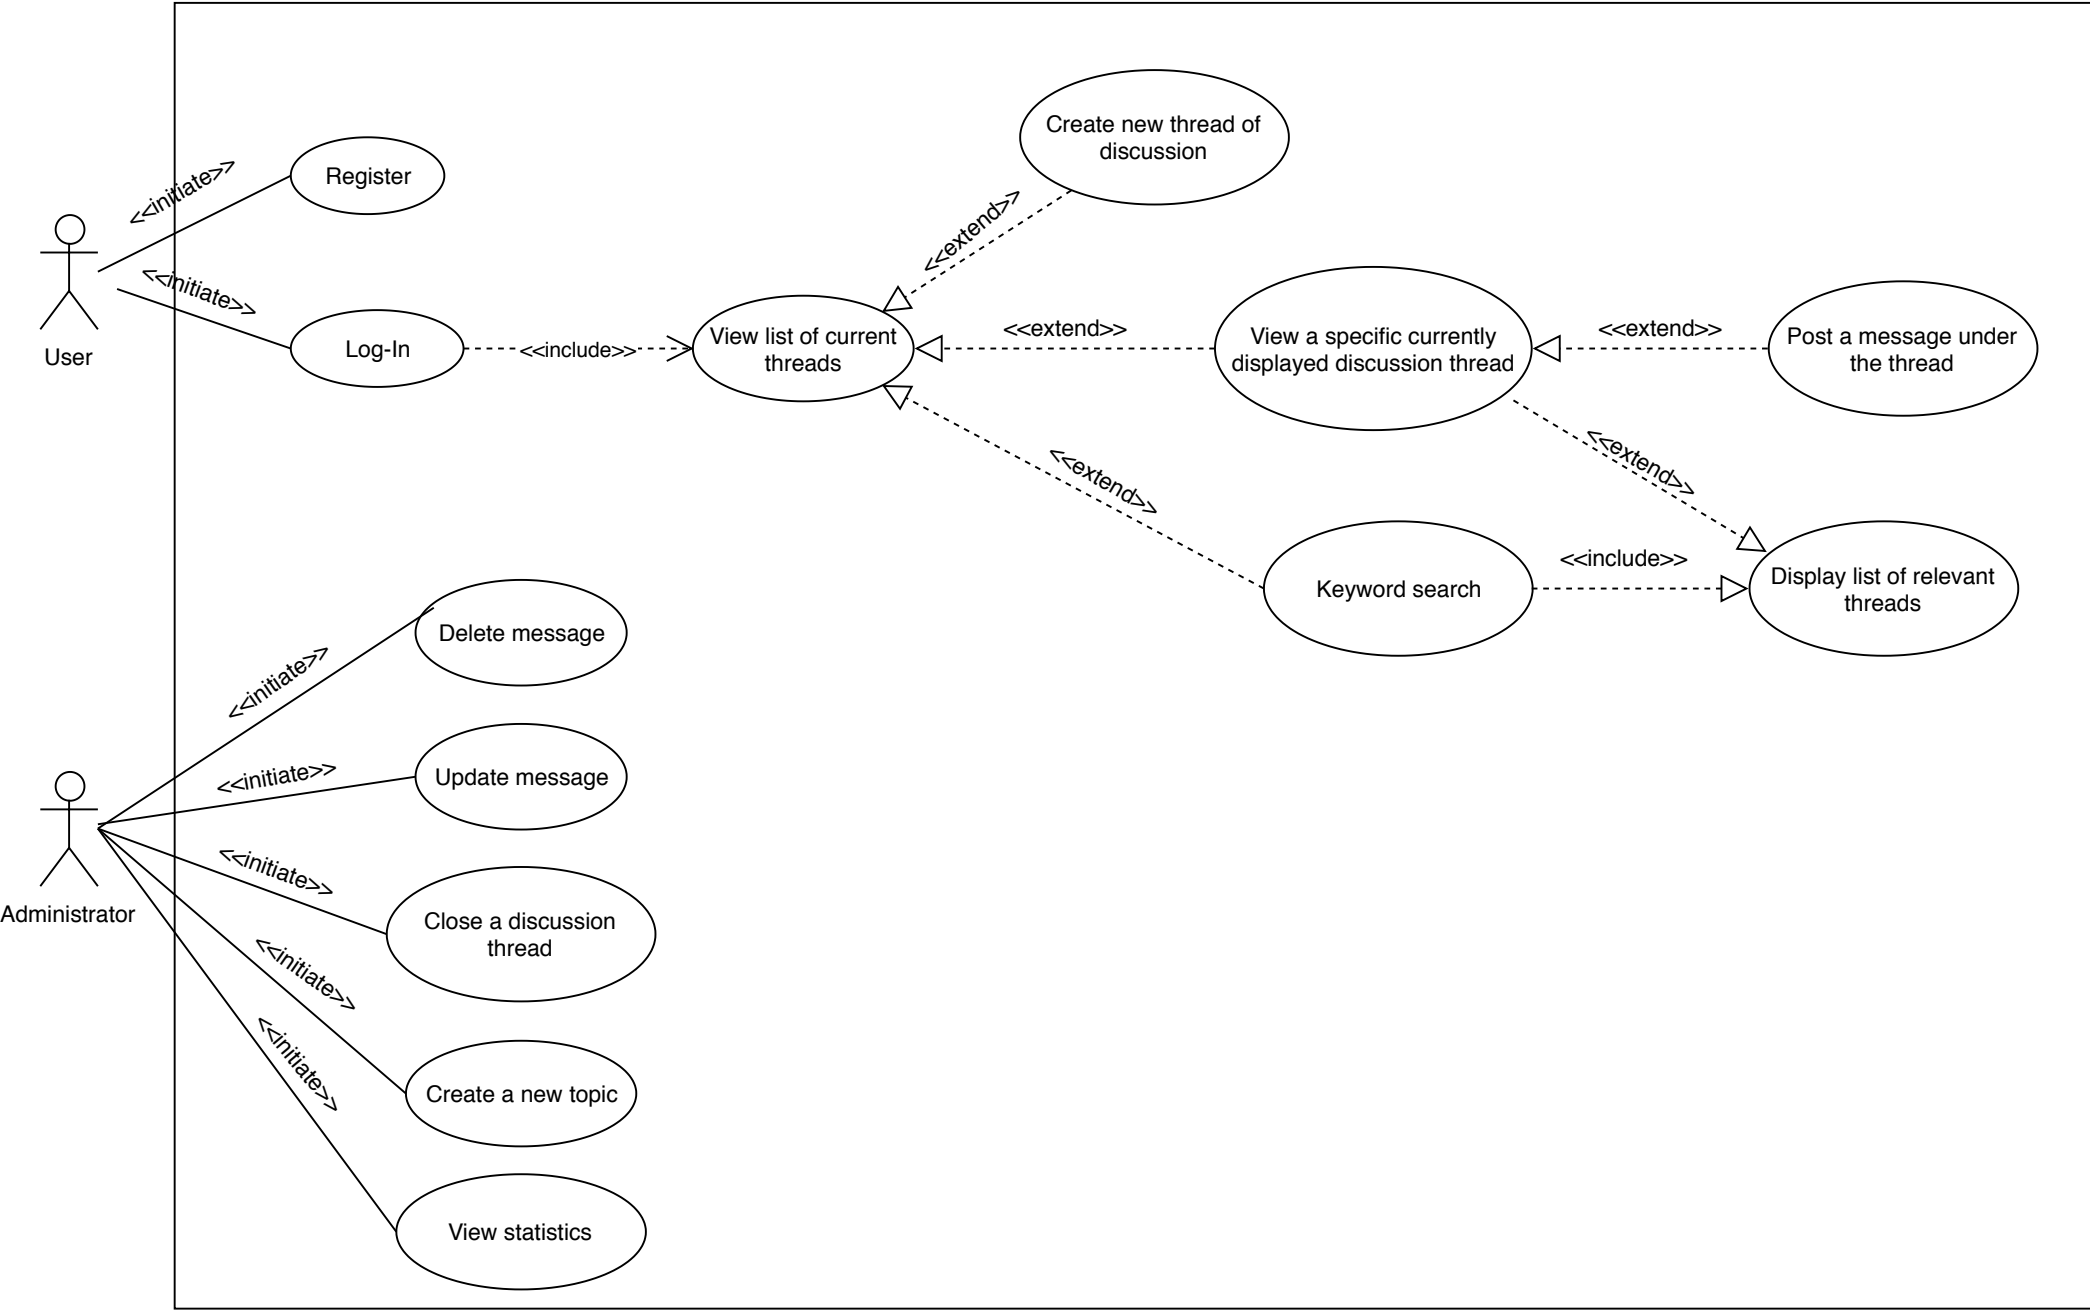 Create new thread of
discussion
<<initiate>>
Register
<<extend>>
<<initiate>>
User
Log-In
<<include>>
View list of current
threads
<<extend>>
View a specific currently
displayed discussion thread
<<extend>>
Post a message under
the thread
<<extend>>
<<extend>>
Keyword search
<<include>>
Display list of relevant
threads
Delete message
<<initiate>>
Update message
<<initiate>>
Administrator
<<initiate>>
Close a discussion
thread
<<initiate>>
Create a new topic
<<initiate>>
View statistics